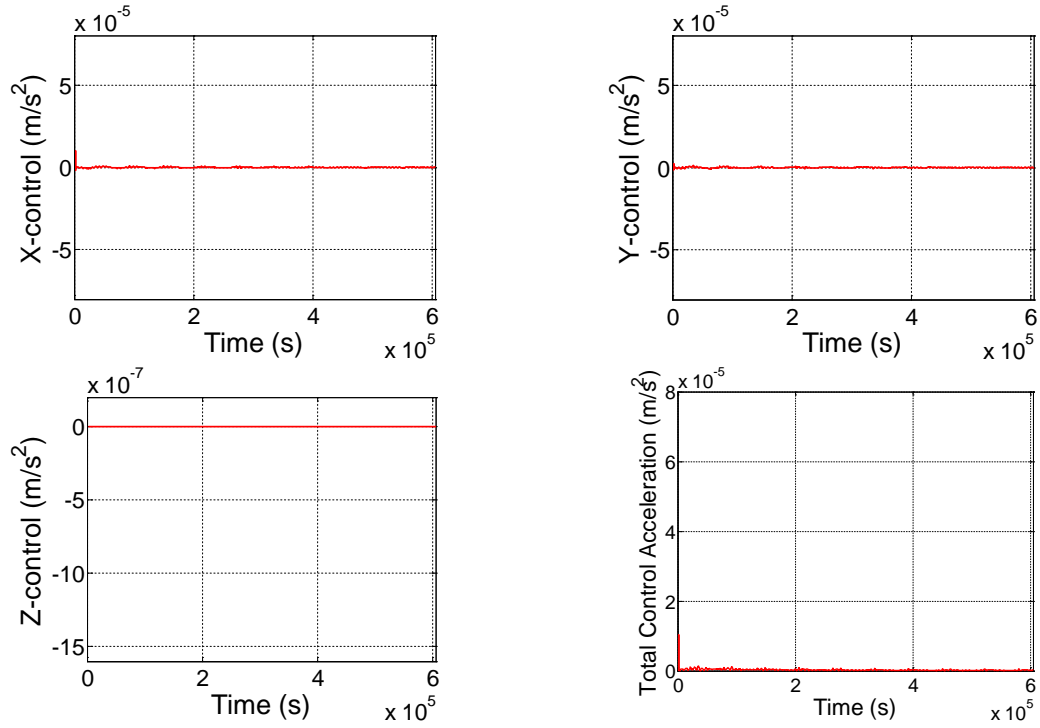 x 10^-5
X-control (m/s^2)
5
0
-5
0 2 4 6
Time (s)
x 10^5
x 10^-5
Y-control (m/s^2)
5
0
-5
0 2 4 6
Time (s)
x 10^5
x 10^-7
Z-control (m/s^2)
0
-5
-10
-15
0 2 4 6
Time (s)
x 10^5
x 10^-5
Total Control Acceleration (m/s^2)
8
6
4
2
0
0 2 4 6
Time (s)
x 10^5